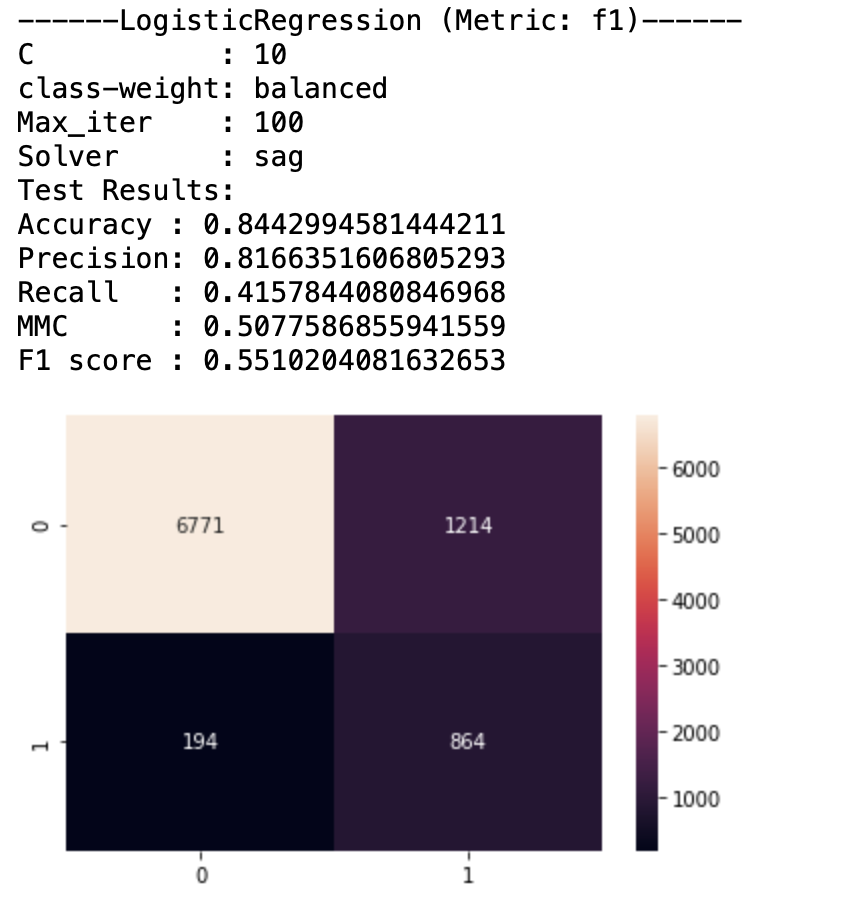 ------LogisticRegression (Metric: f1)------
C           : 10
class-weight: balanced
Max_iter    : 100
Solver      : sag
Test Results:
Accuracy : 0.8442994581444211
Precision: 0.8166351606805293
Recall   : 0.4157844080846968
MMC      : 0.5077586855941559
F1 score : 0.5510204081632653
6000
0 6771 1214
5000
4000
3000
2000
1 194 864
1000
0 1